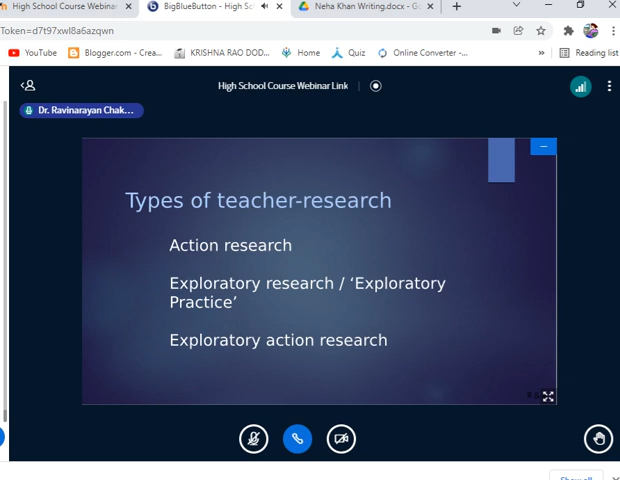 High School Course Webinar
BigBlueButton - High Sc
Neha Khan Writing.docx - Go
Token=d7t97xwl8a6azqwn
YouTube
Blogger.com - Crea...
KRISHNA RAO DOD...
Home
Quiz
Online Converter -...
»
Reading list
High School Course Webinar Link
Dr. Ravinarayan Chak...
Types of teacher-research
Action research
Exploratory research / ‘Exploratory
Practice’
Exploratory action research
Show all